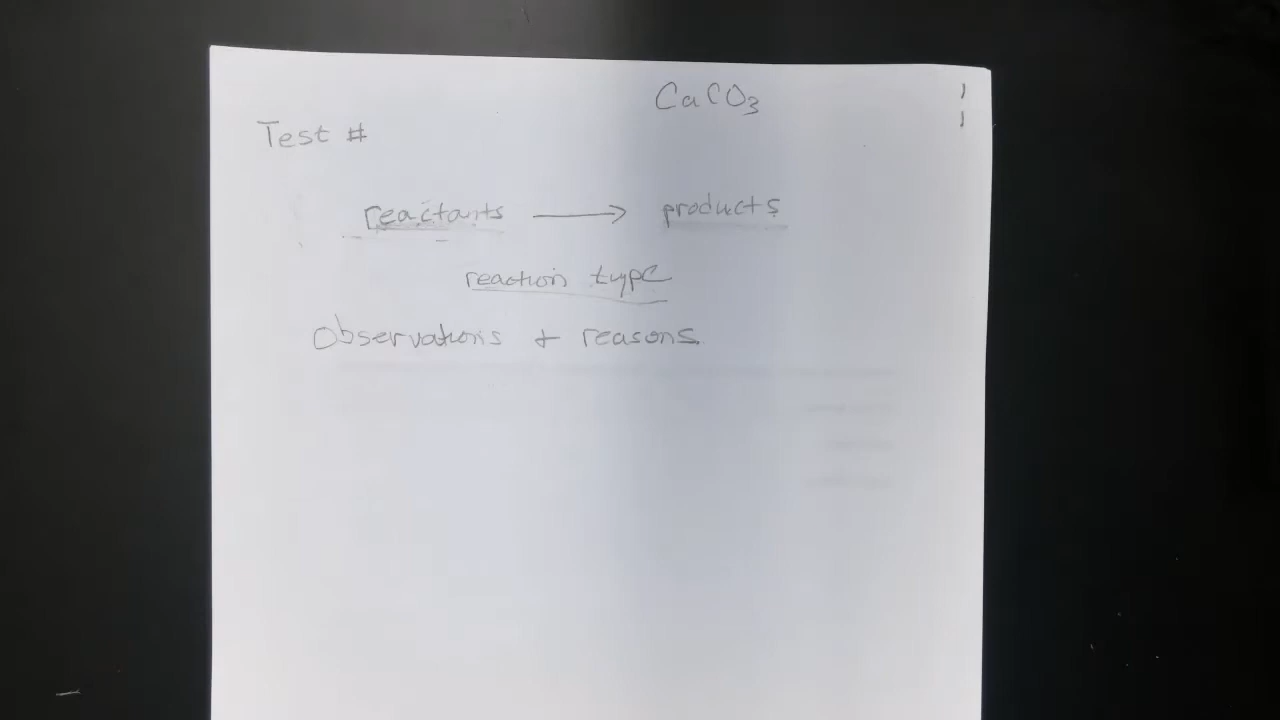 CaCO3
Test #
reactants → products
reaction type
Observations + reasons.